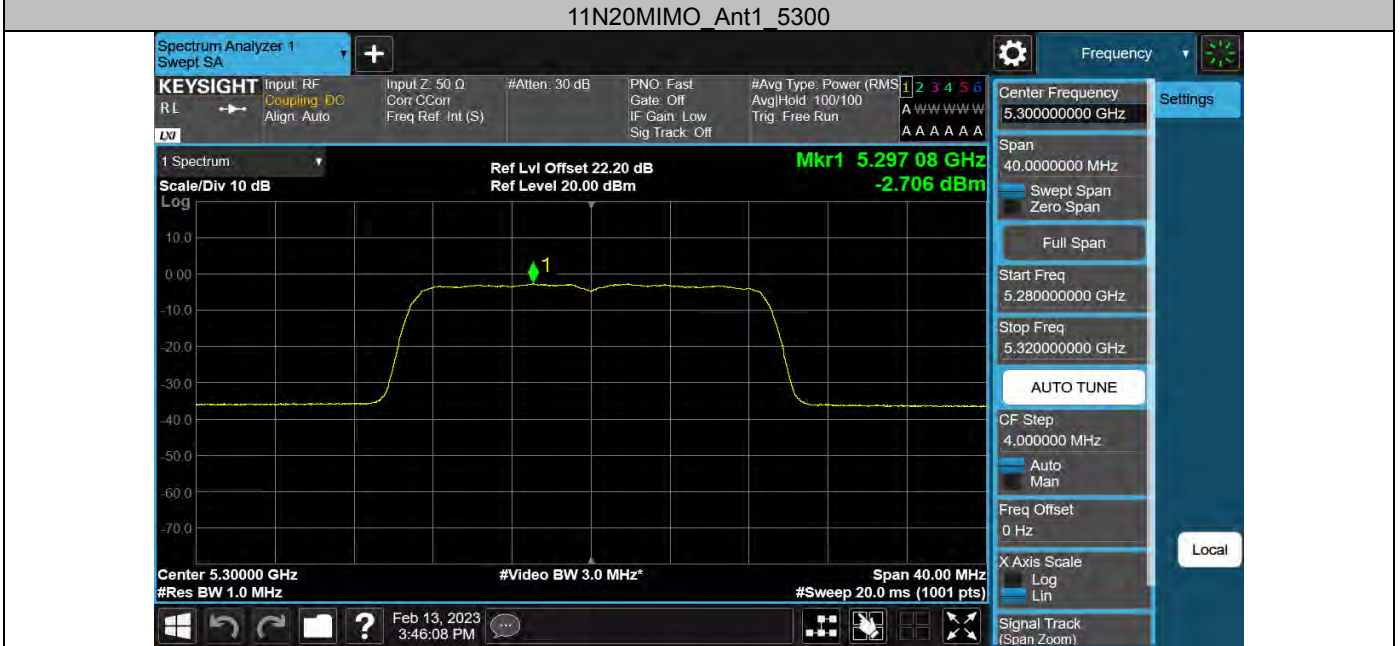 11N20MIMO_Ant1_5300
Spectrum Analyzer 1
Swept SA
Frequency
KEYSIGHT
RL
LXI
Input: RF
Coupling: DC
Align: Auto
Input Z: 50 Ω
Corr CCorr
Freq Ref: Int (S)
#Atten: 30 dB
PNO: Fast
Gate: Off
IF Gain: Low
Sig Track: Off
#Avg Type: Power (RMS
Avg|Hold: 100/100
Trig: Free Run
1 2 3 4 5 6
A W W W W W
A A A A A A
1 Spectrum
Scale/Div 10 dB
Log
Ref Lvl Offset 22.20 dB
Ref Level 20.00 dBm
Mkr1 5.297 08 GHz
-2.706 dBm
10.0
0.00
-10.0
-20.0
-30.0
-40.0
-50.0
-60.0
-70.0
1
Center 5.30000 GHz
#Res BW 1.0 MHz
#Video BW 3.0 MHz*
Span 40.00 MHz
#Sweep 20.0 ms (1001 pts)
?
Feb 13, 2023
3:46:08 PM
Center Frequency
5.300000000 GHz
Span
40.0000000 MHz
Swept Span
Zero Span
Full Span
Start Freq
5.280000000 GHz
Stop Freq
5.320000000 GHz
AUTO TUNE
CF Step
4.000000 MHz
Auto
Man
Freq Offset
0 Hz
X Axis Scale
Log
Lin
Signal Track
(Span Zoom)
Settings
Local